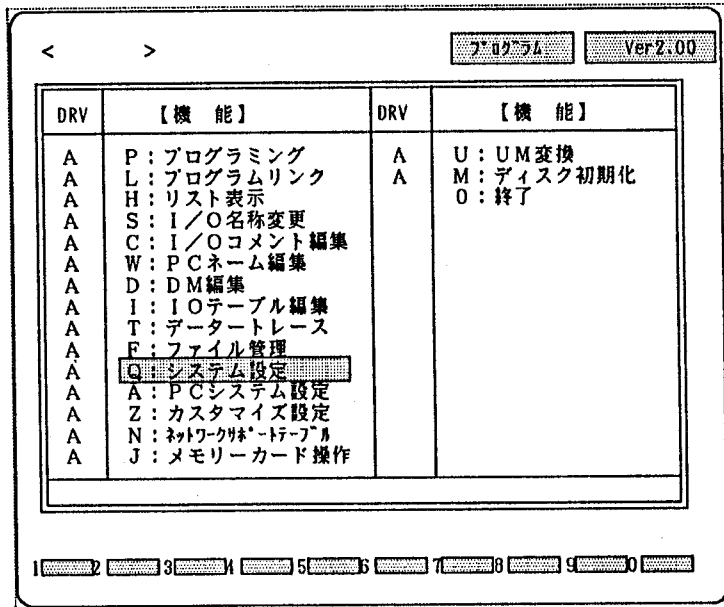 < > プログラム Ver2.00
DRV 【機 能】 DRV 【機 能】
A P：プログラミング A U：UM変換
A L：プログラムリンク A M：ディスク初期化
A H：リスト表示 0：終了
A S：I／O名称変更
A C：I／Oコメント編集
A W：PCネーム編集
A D：DM編集
A I：IOテーブル編集
A T：データートレース
A F：ファイル管理
A Q：システム設定
A A：PCシステム設定
A Z：カスタマイズ設定
A N：ﾈｯﾄﾜｰｸｻﾎﾟｰﾄﾃｰﾌﾞﾙ
A J：メモリーカード操作
1 2 3 4 5 6 7 8 9 0